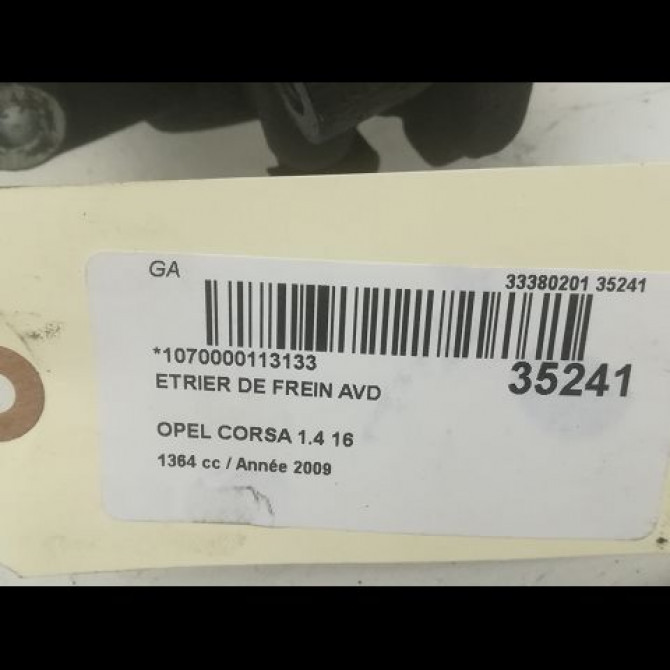 GA
33380201 35241
*1070000113133
35241
ETRIER DE FREIN AVD
OPEL CORSA 1.4 16
1364 cc / Année 2009